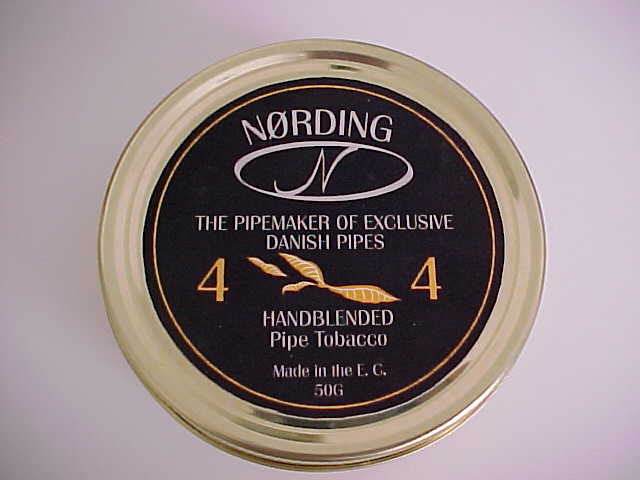 NØRDING
N
THE PIPEMAKER OF EXCLUSIVE
DANISH PIPES
4 4
HANDBLENDED
Pipe Tobacco
Made in the E. C.
50G